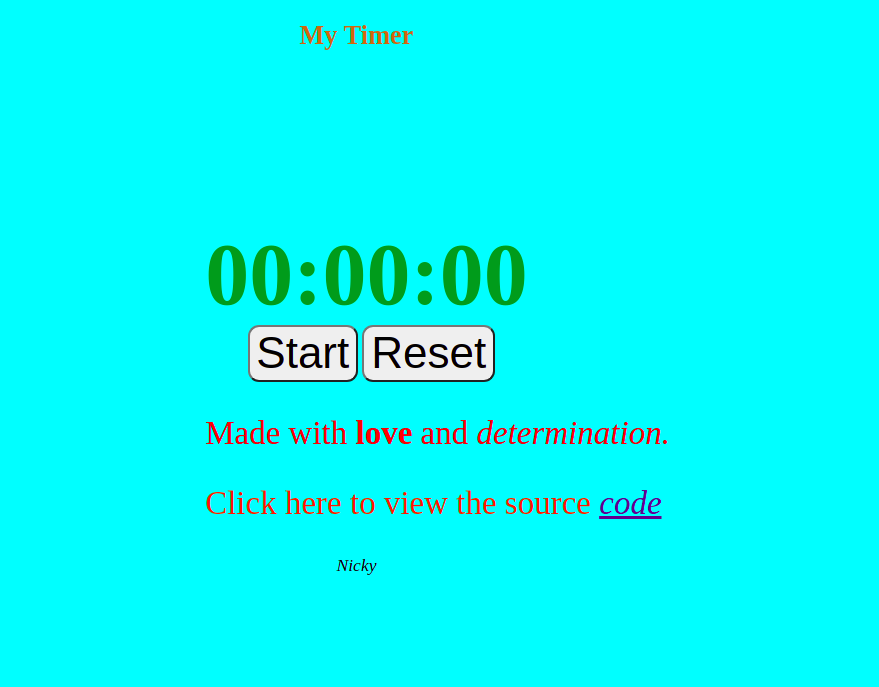 My Timer
00:00:00
Start Reset
Made with love and determination.
Click here to view the source code
Nicky